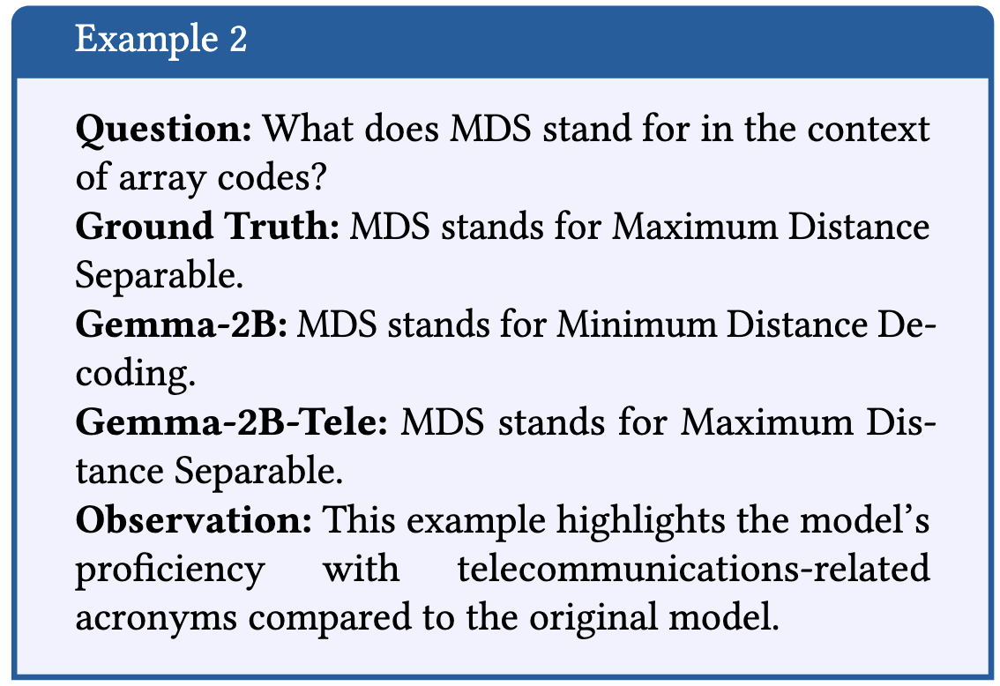 Example 2
Question: What does MDS stand for in the context
of array codes?
Ground Truth: MDS stands for Maximum Distance
Separable.
Gemma-2B: MDS stands for Minimum Distance De-
coding.
Gemma-2B-Tele: MDS stands for Maximum Dis-
tance Separable.
Observation: This example highlights the model’s
proficiency with telecommunications-related
acronyms compared to the original model.